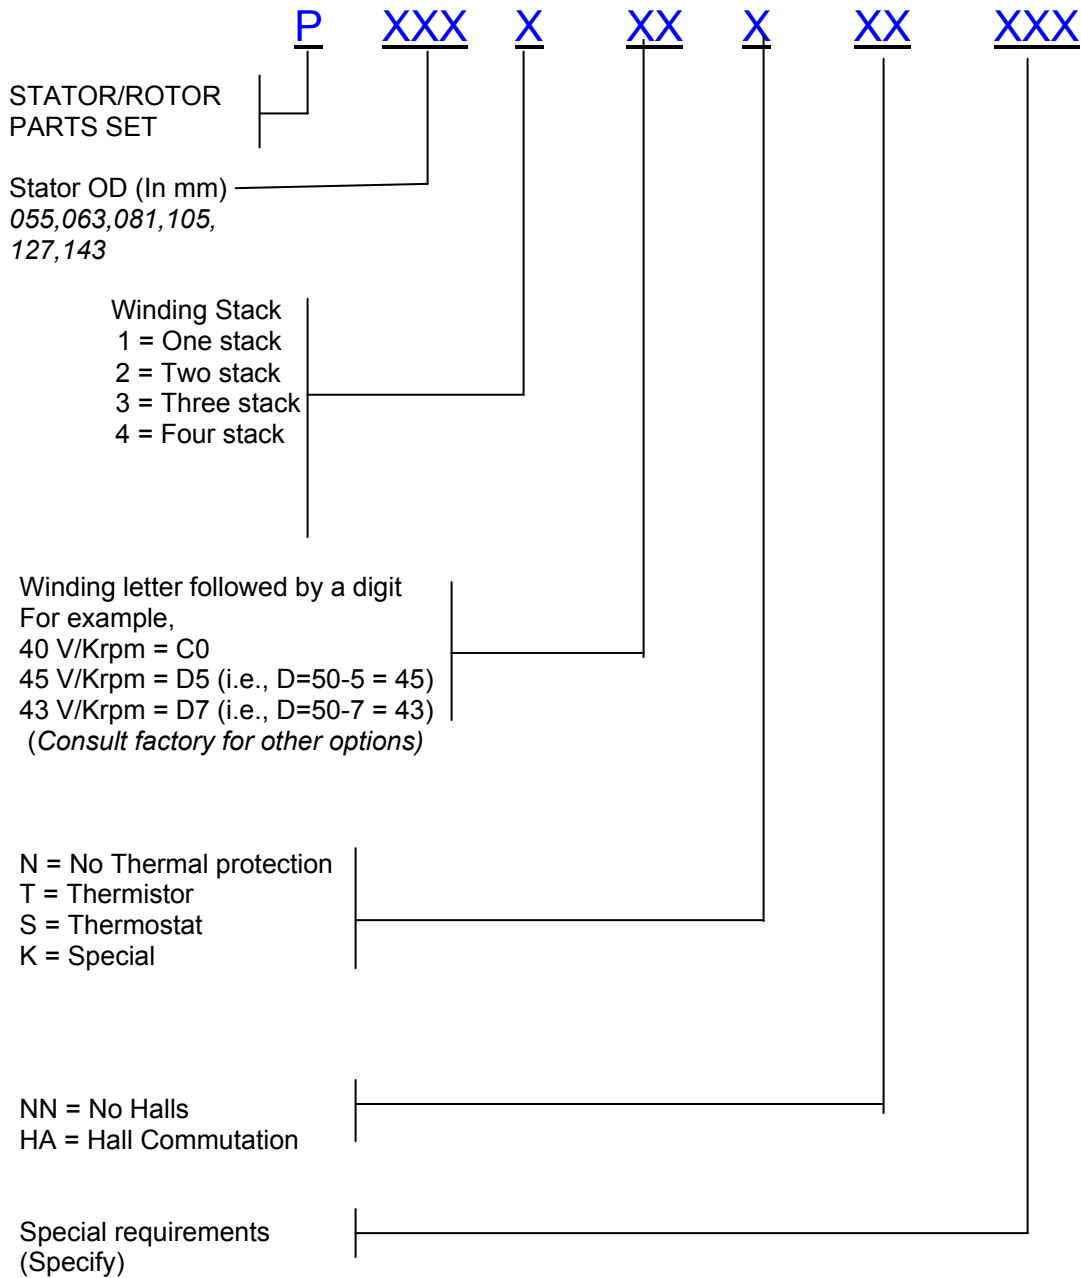 P XXX X XX X XX XXX
STATOR/ROTOR
PARTS SET
Stator OD (In mm)
055,063,081,105,
127,143
Winding Stack
1 = One stack
2 = Two stack
3 = Three stack
4 = Four stack
Winding letter followed by a digit
For example,
40 V/Krpm = C0
45 V/Krpm = D5 (i.e., D=50-5 = 45)
43 V/Krpm = D7 (i.e., D=50-7 = 43)
(Consult factory for other options)
N = No Thermal protection
T = Thermistor
S = Thermostat
K = Special
NN = No Halls
HA = Hall Commutation
Special requirements
(Specify)